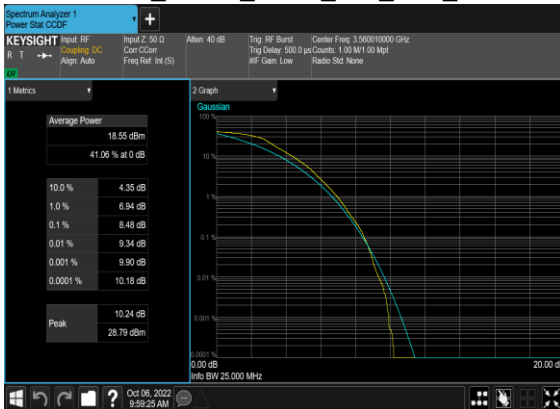 Spectrum Analyzer 1
Power Stat CCDF
+
KEYSIGHT
R T
LXI
Input: RF
Coupling: DC
Align: Auto
Input Z: 50 Ω
Corr CCorr
Freq Ref: Int (S)
Atten: 40 dB
Trig: RF Burst
Trig Delay: 500.0 µs
#IF Gain: Low
Center Freq: 3.560010000 GHz
Counts: 1.00 M/1.00 Mpt
Radio Std: None
1 Metrics
Average Power
18.55 dBm
41.06 % at 0 dB
10.0 % 4.35 dB
1.0 % 6.94 dB
0.1 % 8.48 dB
0.01 % 9.34 dB
0.001 % 9.90 dB
0.0001 % 10.18 dB
Peak
10.24 dB
28.79 dBm
2 Graph
Gaussian
100 %
10 %
1 %
0.1 %
0.01 %
0.001 %
0.0001 %
0.00 dB
20.00 d
Info BW 25.000 MHz
?
Oct 06, 2022
9:59:25 AM